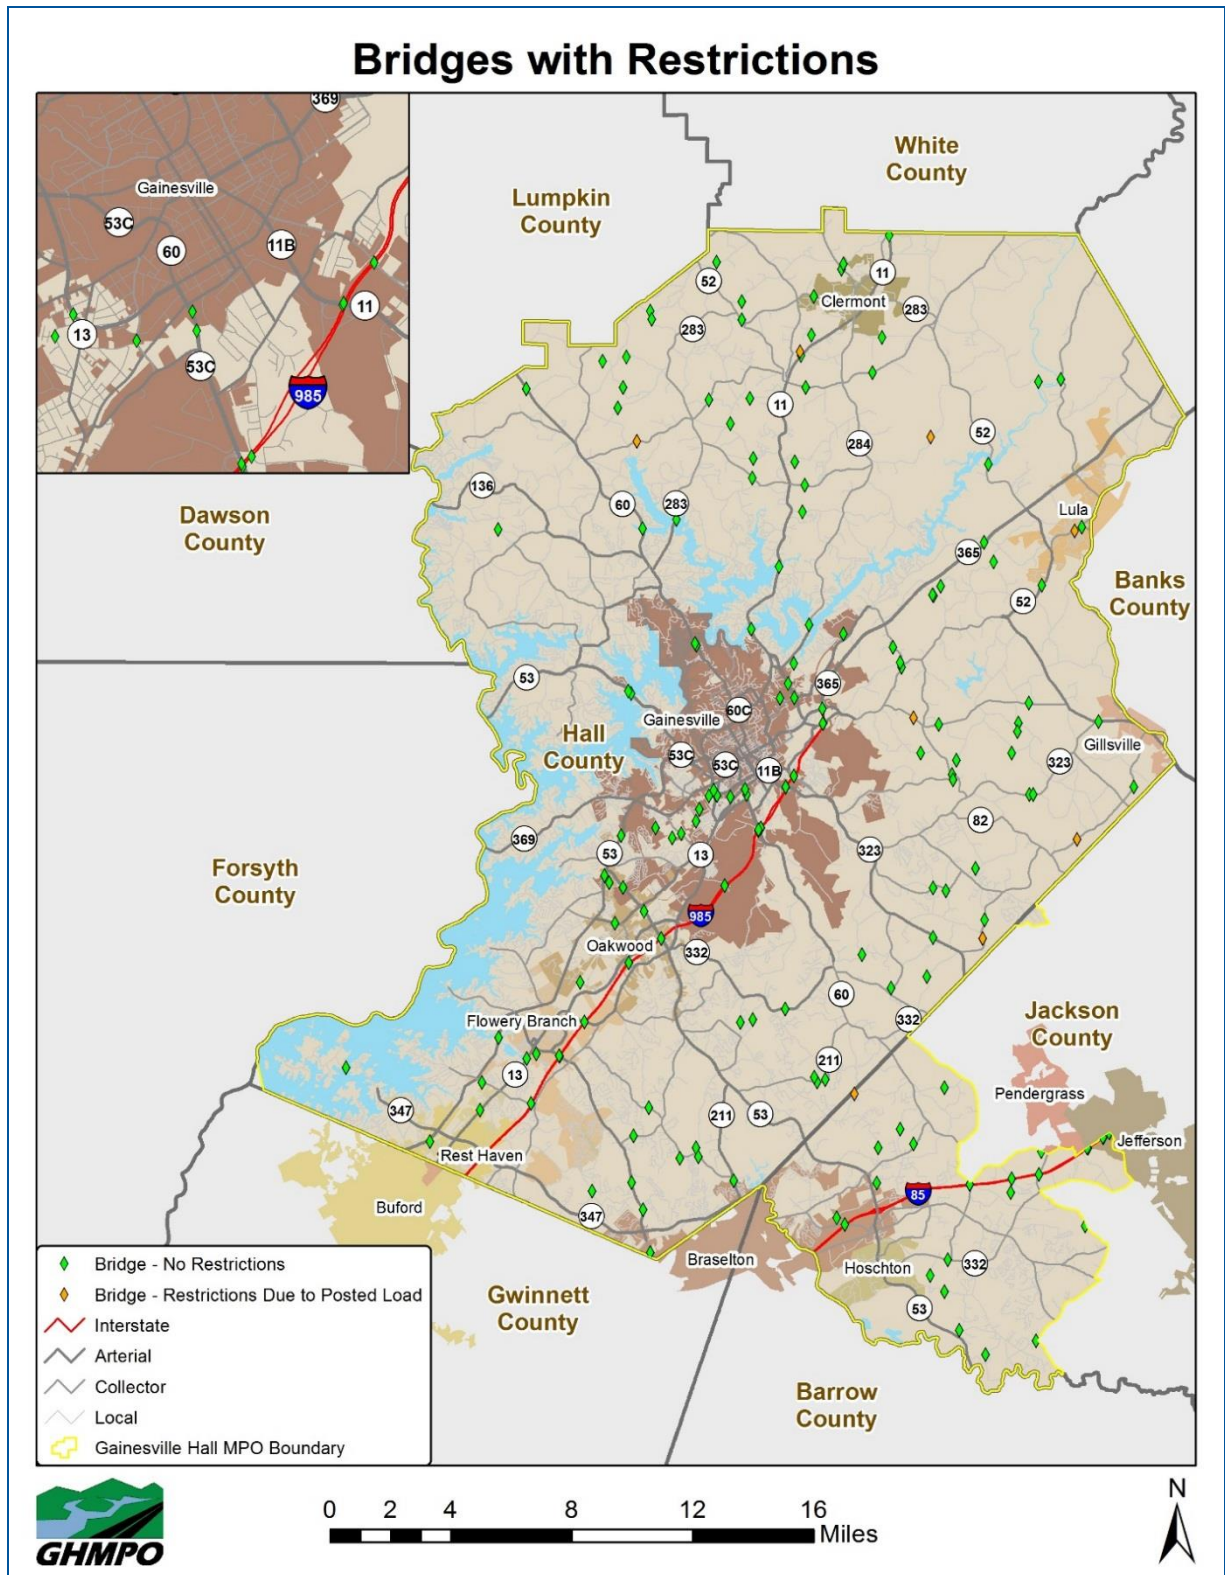 Bridges with Restrictions
369
Gainesville
53C
60
11B
11
13
53C
985
White
County
Lumpkin
County
52
11
Clermont
283
283
11
284
52
136
60
283
Lula
Dawson
County
365
52
Banks
County
53
365
Gainesville
60C
Hall
County
53C
53C
11B
Gillsville
323
82
369
53
13
323
Forsyth
County
985
Oakwood
332
60
332
Jackson
County
Flowery Branch
13
211
Pendergrass
347
211
53
Jefferson
Rest Haven
85
Buford
347
Braselton
Hoschton
332
53
Gwinnett
County
Barrow
County
Bridge - No Restrictions
Bridge - Restrictions Due to Posted Load
Interstate
Arterial
Collector
Local
Gainesville Hall MPO Boundary
GHMPO
0 2 4 8 12 16
Miles
N